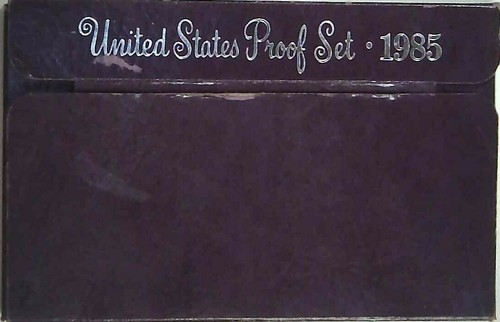 United States Proof Set · 1985